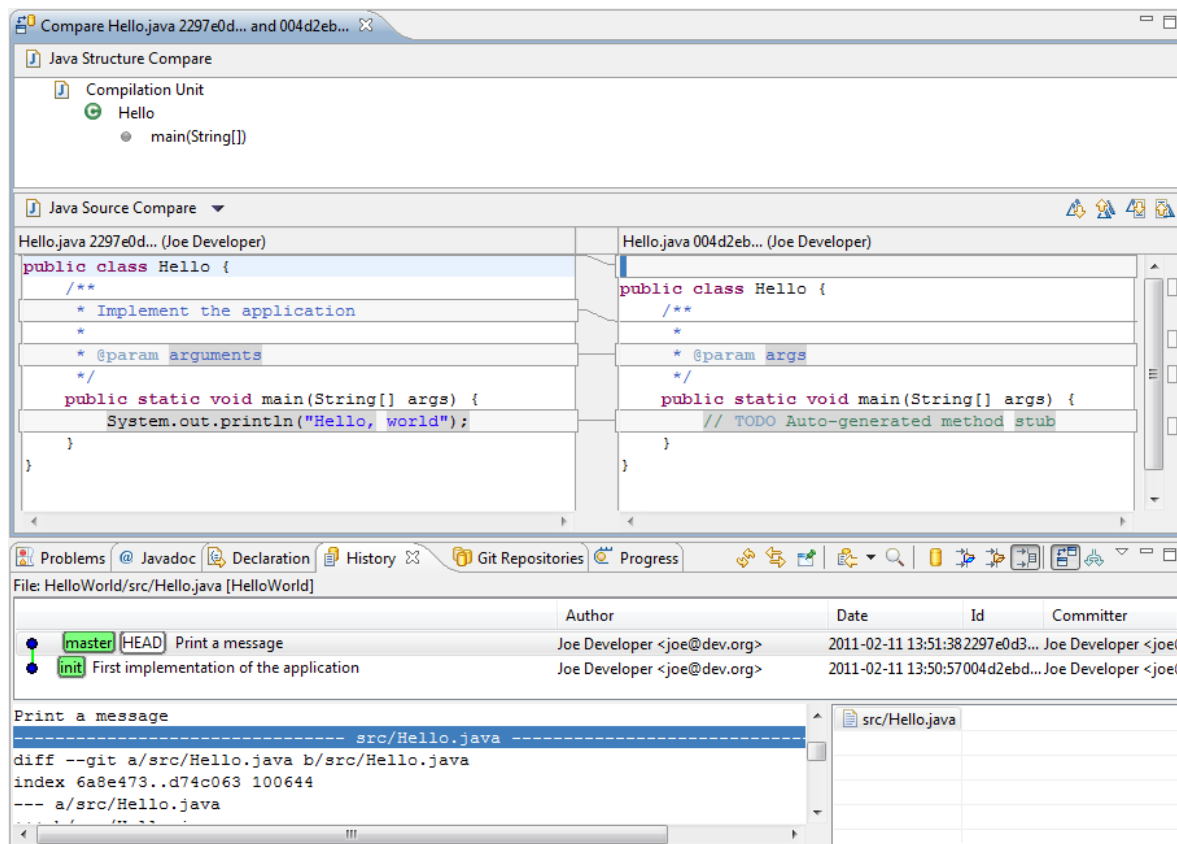 Compare Hello.java 2297e0d... and 004d2eb...
Java Structure Compare
Compilation Unit
Hello
main(String[])
Java Source Compare
Hello.java 2297e0d... (Joe Developer)
public class Hello {
/**
* Implement the application
*
* @param arguments
*/
public static void main(String[] args) {
System.out.println("Hello, world");
}
}
Hello.java 004d2eb... (Joe Developer)
public class Hello {
/**
*
* @param args
*/
public static void main(String[] args) {
// TODO Auto-generated method stub
}
}
Problems @ Javadoc Declaration History Git Repositories Progress
File: HelloWorld/src/Hello.java [HelloWorld]
Author Date Id Committer
master HEAD Print a message Joe Developer <joe@dev.org> 2011-02-11 13:51:38 2297e0d3... Joe Developer <joe
init First implementation of the application Joe Developer <joe@dev.org> 2011-02-11 13:50:57 004d2ebd... Joe Developer <joe
Print a message
-------------------------------- src/Hello.java -----------------------------
diff --git a/src/Hello.java b/src/Hello.java
index 6a8e473..d74c063 100644
--- a/src/Hello.java
src/Hello.java